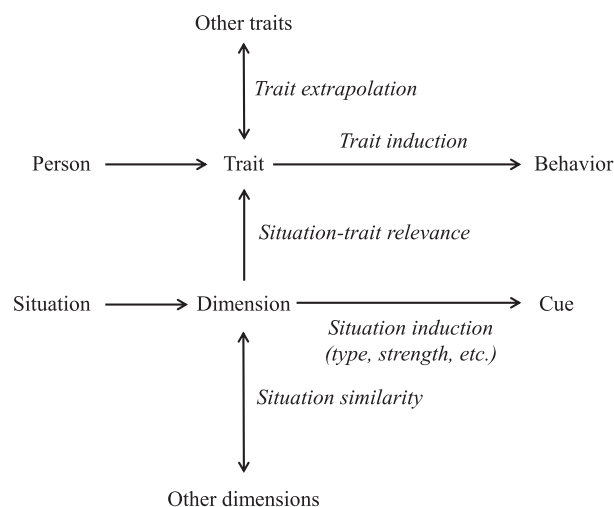 Other traits
Trait extrapolation
Trait induction
Person
Trait
Behavior
Situation-trait relevance
Situation
Dimension
Cue
Situation induction
(type, strength, etc.)
Situation similarity
Other dimensions